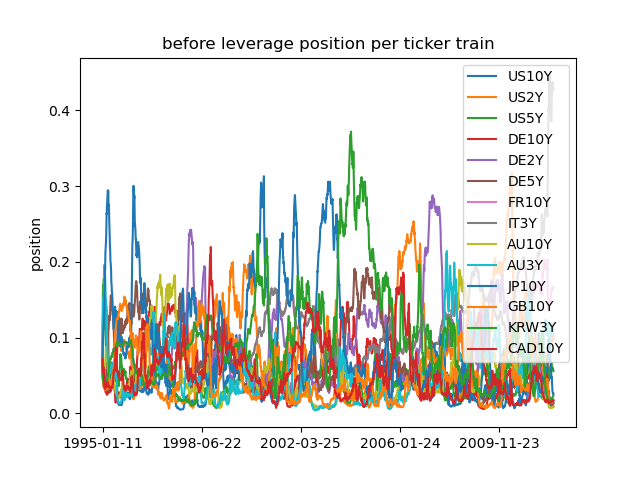 before leverage position per ticker train
position
0.4
0.3
0.2
0.1
0.0
1995-01-11
1998-06-22
2002-03-25
2006-01-24
2009-11-23
US10Y
US2Y
US5Y
DE10Y
DE2Y
DE5Y
FR10Y
IT3Y
AU10Y
AU3Y
JP10Y
GB10Y
KRW3Y
CAD10Y